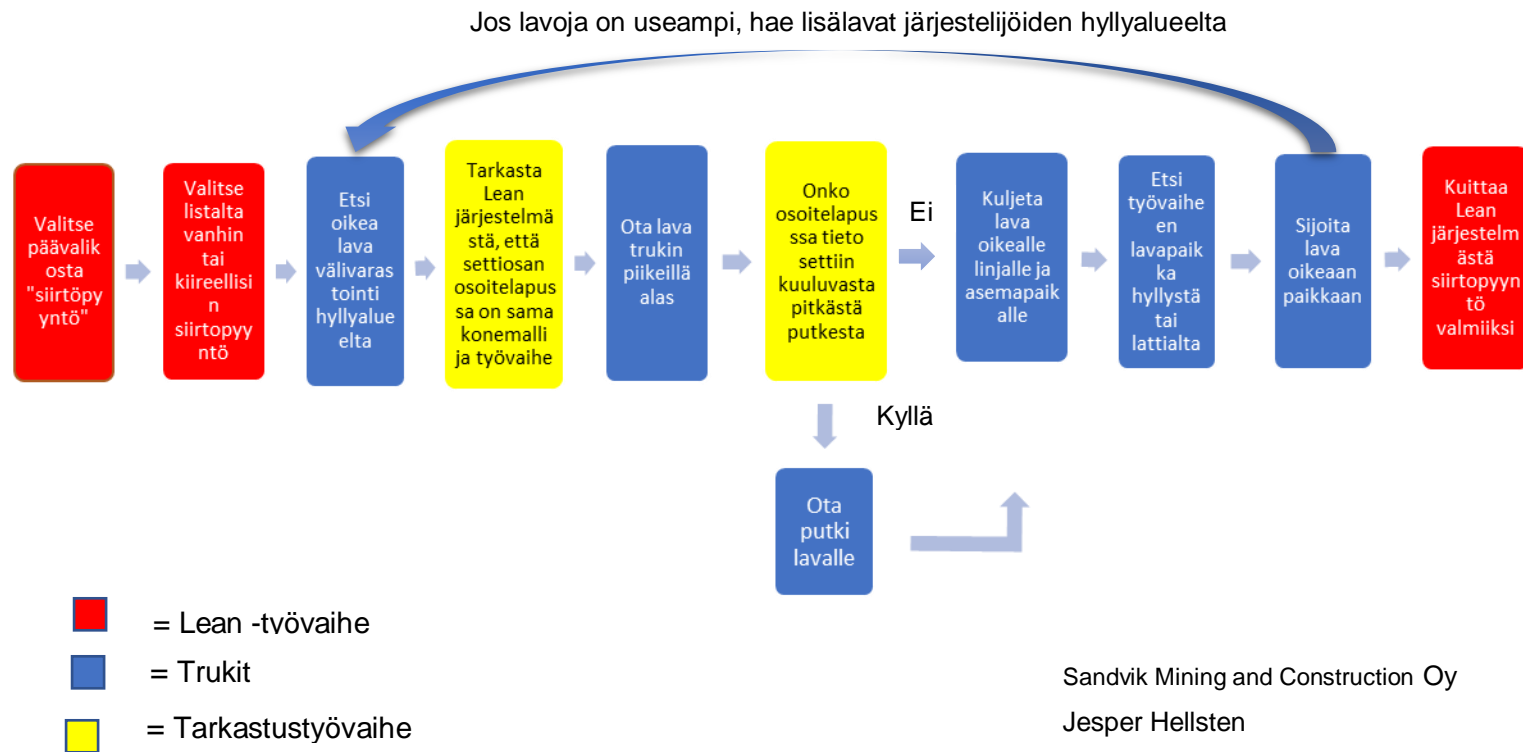 Jos lavoja on useampi, hae lisälavat järjestelijöiden hyllyalueelta
Valitse
päävalik
osta
"siirtöp
yyntö"
Valitse
listalta
vanhin
tai
kiireellisi
n
siirtopyy
ntö
Etsi
oikea
lava
välivaras
tointi
hyllyalue
elta
Tarkasta
Lean
järjestelmä
stä, että
settiosan
osoitelapus
sa on sama
konemalli
ja työvaihe
Ota lava
trukin
piikeillä
alas
Onko
osoitelapus
ssa tieto
settiin
kuuluvasta
pitkästä
putkesta
Ei
Kuljeta
lava
oikealle
linjalle ja
asemapaik
alle
Etsi
työvaihe
en
lavapaik
ka
hyllystä
tai
lattialta
Sijoita
lava
oikeaan
paikkaan
Kuittaa
Lean
järjestelm
ästä
siirtopyyn
tö
valmiiksi
Kyllä
Ota
putki
lavalle
= Lean -työvaihe
= Trukit
= Tarkastustyövaihe
Sandvik Mining and Construction Oy
Jesper Hellsten